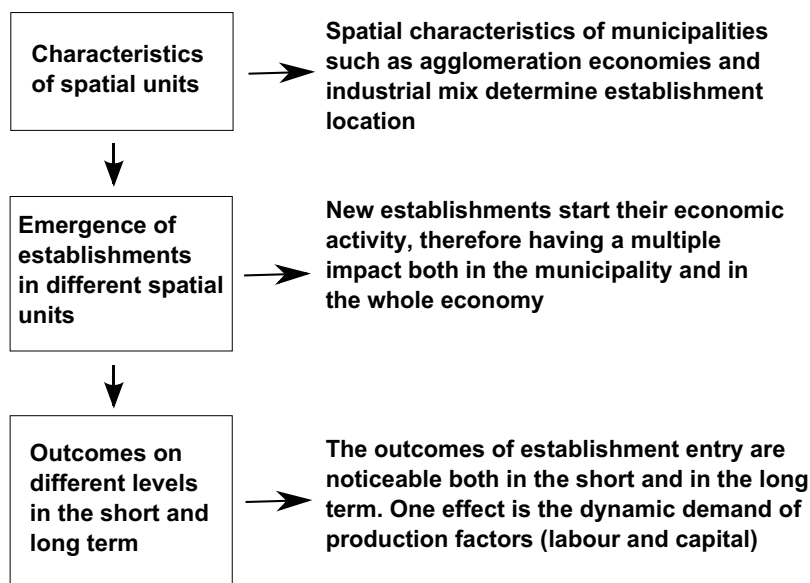 Characteristics
of spatial units
Spatial characteristics of municipalities
such as agglomeration economies and
industrial mix determine establishment
location
Emergence of
establishments
in different spatial
units
New establishments start their economic
activity, therefore having a multiple
impact both in the municipality and in
the whole economy
Outcomes on
different levels
in the short and
long term
The outcomes of establishment entry are
noticeable both in the short and in the long
term. One effect is the dynamic demand of
production factors (labour and capital)